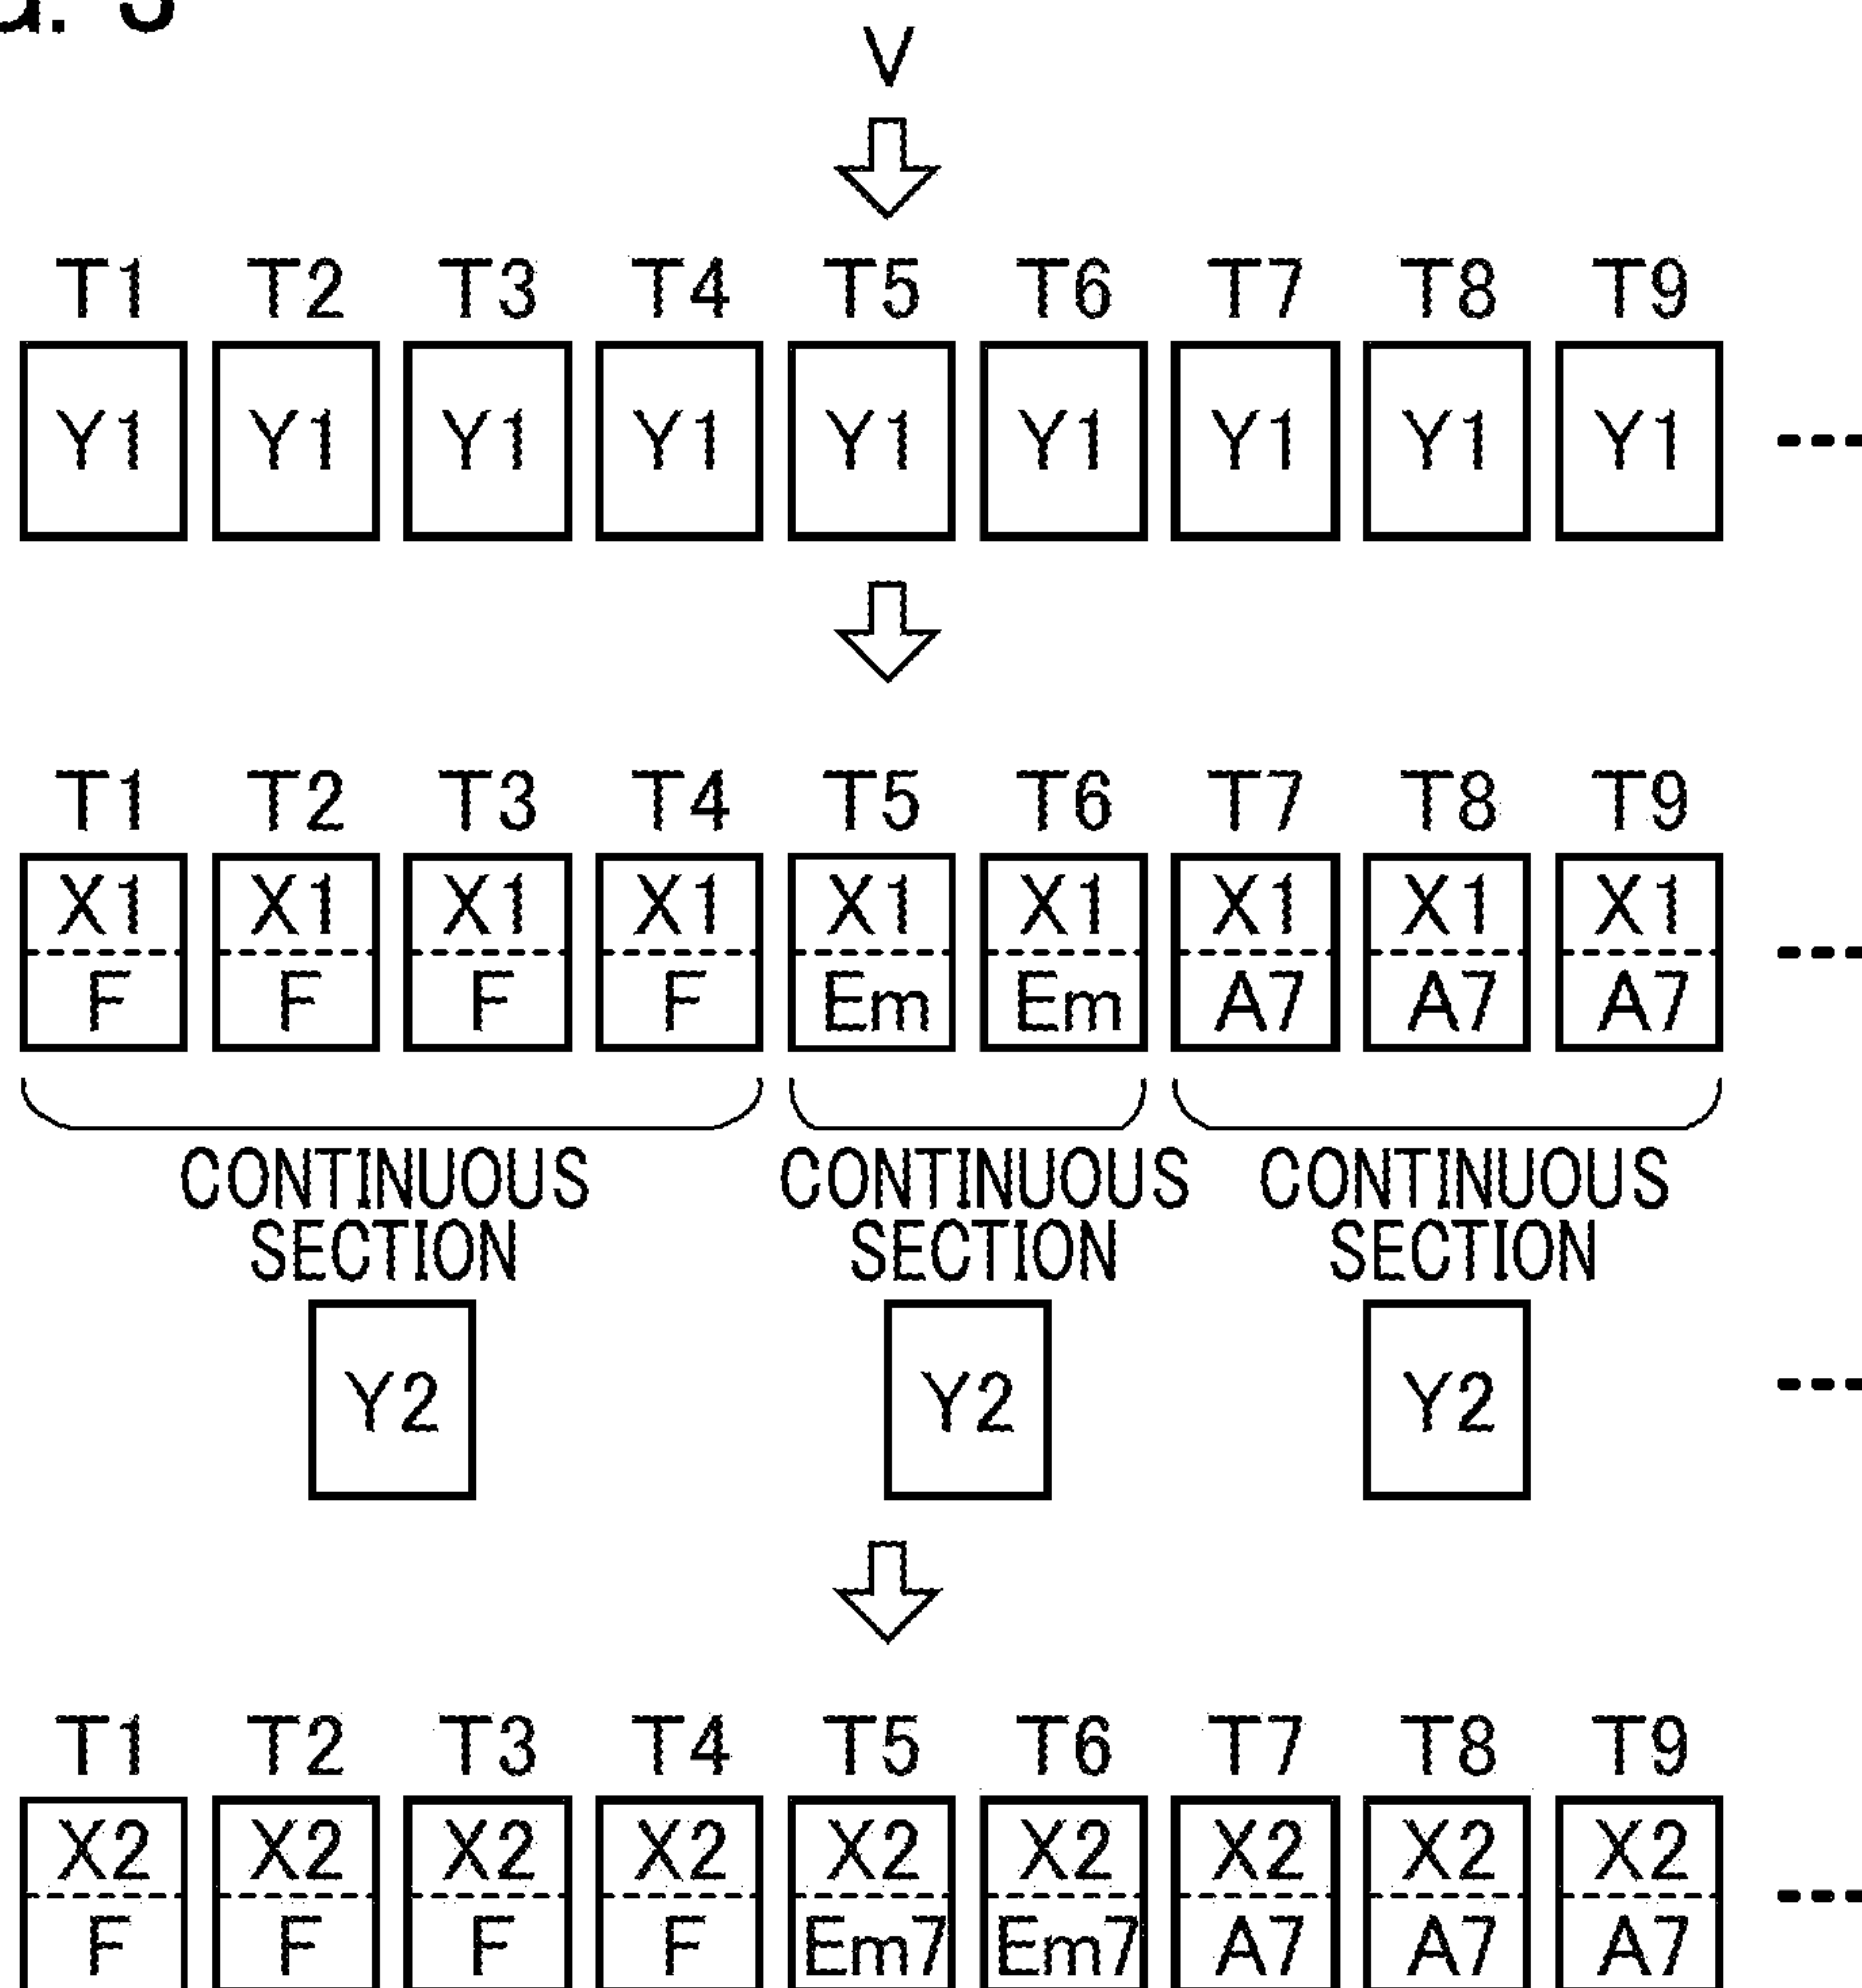 V
T1 T2 T3 T4 T5 T6 T7 T8 T9
Y1 Y1 Y1 Y1 Y1 Y1 Y1 Y1 Y1
T1 T2 T3 T4 T5 T6 T7 T8 T9
X1 X1 X1 X1 X1 X1 X1 X1 X1
F F F F Em Em A7 A7 A7
CONTINUOUS CONTINUOUS CONTINUOUS
SECTION SECTION SECTION
Y2 Y2 Y2
T1 T2 T3 T4 T5 T6 T7 T8 T9
X2 X2 X2 X2 X2 X2 X2 X2 X2
F F F F Em7 Em7 A7 A7 A7